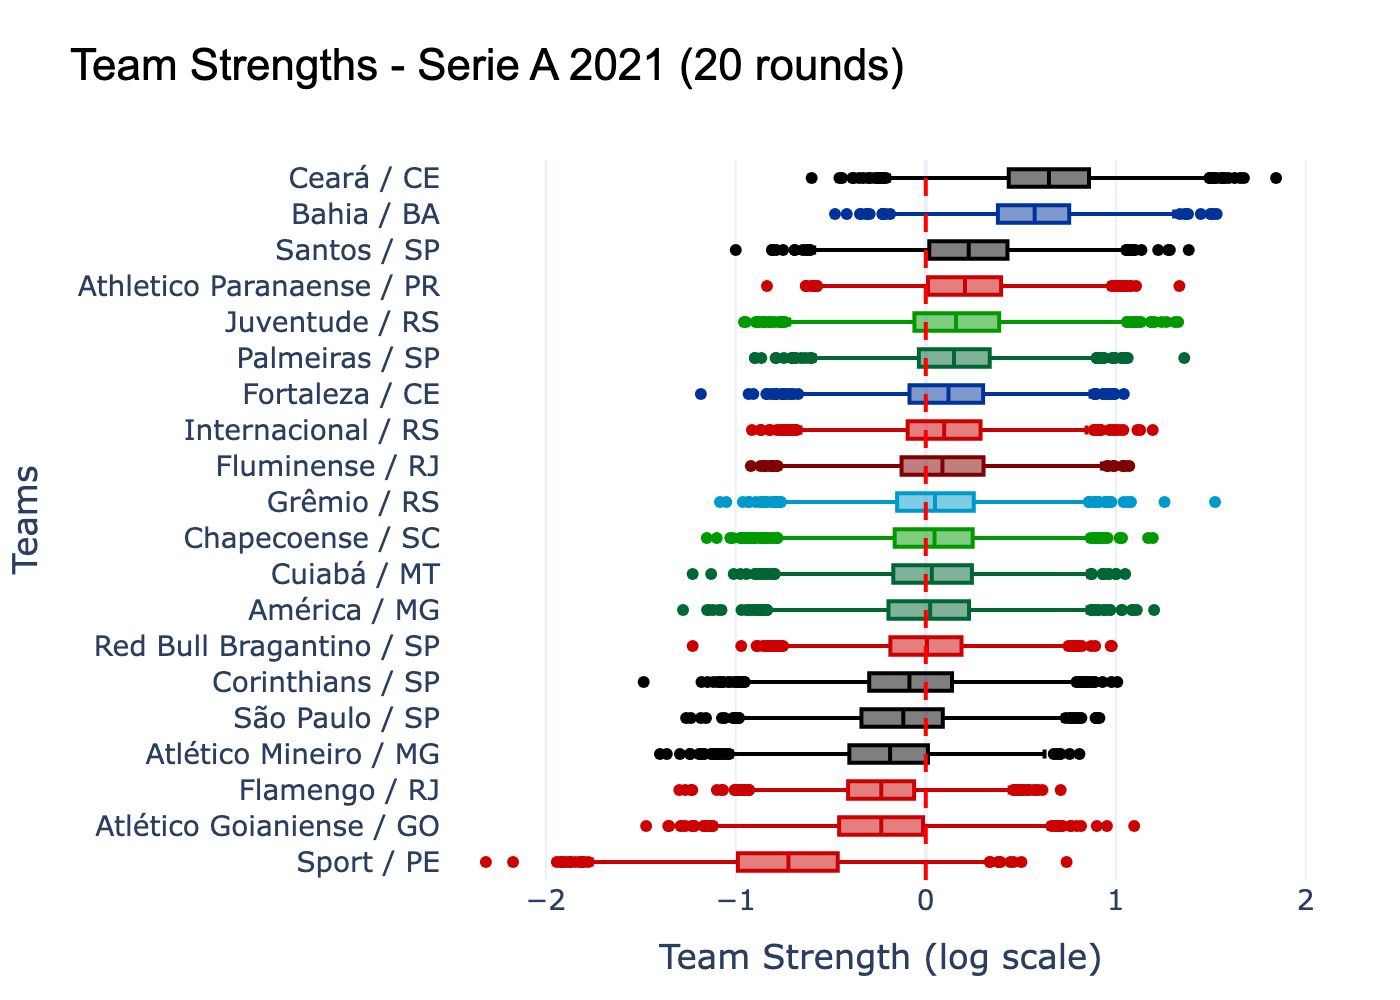 Team Strengths - Serie A 2021 (20 rounds)
Teams
Ceará / CE
Bahia / BA
Santos / SP
Athletico Paranaense / PR
Juventude / RS
Palmeiras / SP
Fortaleza / CE
Internacional / RS
Fluminense / RJ
Grêmio / RS
Chapecoense / SC
Cuiabá / MT
América / MG
Red Bull Bragantino / SP
Corinthians / SP
São Paulo / SP
Atlético Mineiro / MG
Flamengo / RJ
Atlético Goianiense / GO
Sport / PE
−2 −1 0 1 2
Team Strength (log scale)